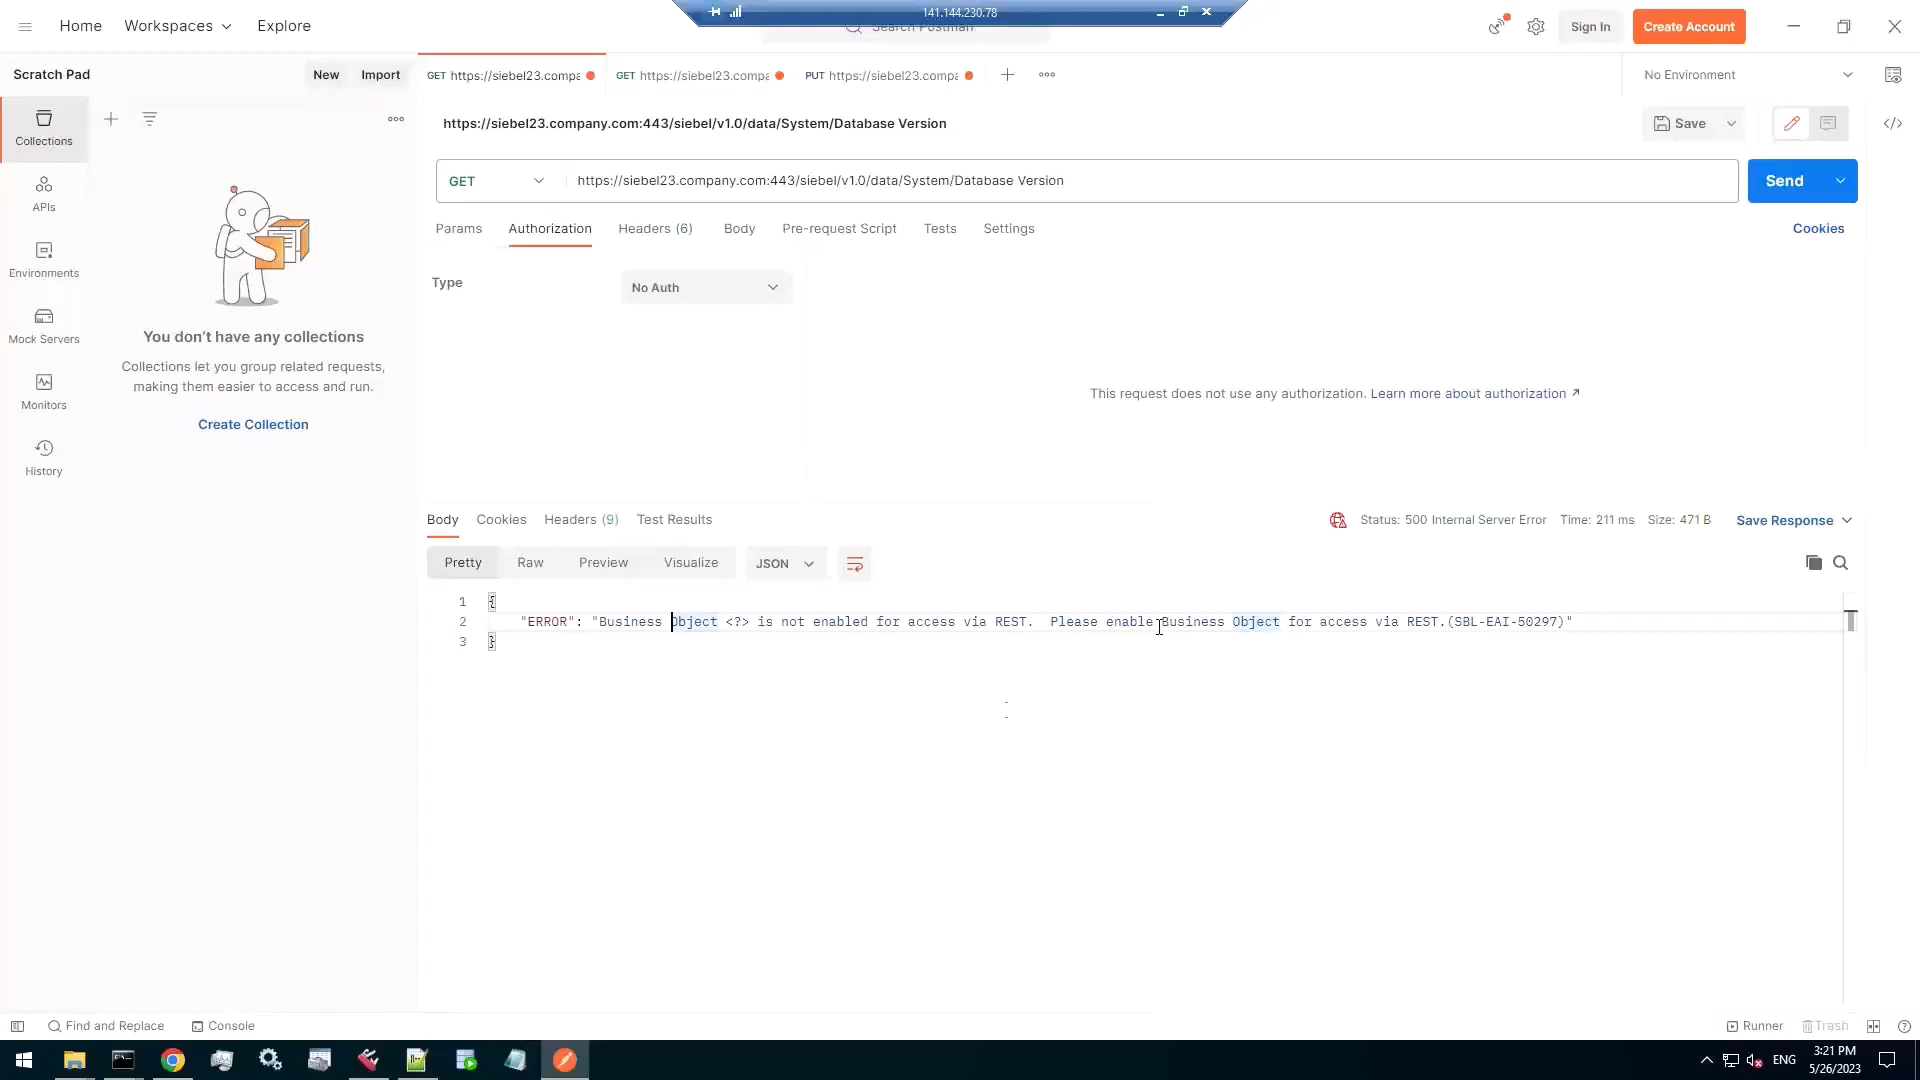 141.144.230.78
Home Workspaces Explore
Search Postman
Sign In Create Account
Scratch Pad New Import
GET https://siebel23.compa GET https://siebel23.compa PUT https://siebel23.compa
No Environment
Collections
https://siebel23.company.com:443/siebel/v1.0/data/System/Database Version
Save
GET https://siebel23.company.com:443/siebel/v1.0/data/System/Database Version Send
APIs
Params Authorization Headers (6) Body Pre-request Script Tests Settings Cookies
Environments
Type No Auth
Mock Servers
You don't have any collections
Collections let you group related requests,
making them easier to access and run.
Create Collection
Monitors
History
This request does not use any authorization. Learn more about authorization ↗
Body Cookies Headers (9) Test Results
Status: 500 Internal Server Error Time: 211 ms Size: 471 B Save Response
Pretty Raw Preview Visualize JSON
1 {
2 "ERROR": "Business Object <?> is not enabled for access via REST.  Please enable Business Object for access via REST.(SBL-EAI-50297)"
3 }
Find and Replace Console
Runner Trash
ENG
3:21 PM
5/26/2023